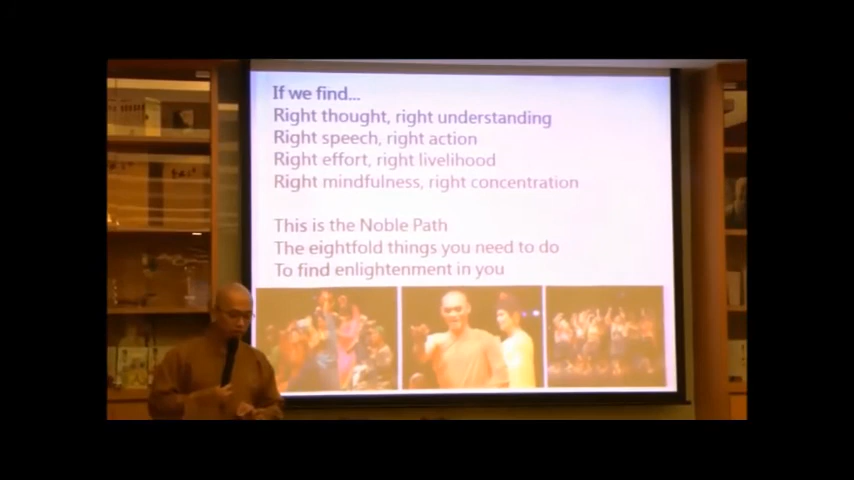 If we find...
Right thought, right understanding
Right speech, right action
Right effort, right livelihood
Right mindfulness, right concentration
This is the Noble Path
The eightfold things you need to do
To find enlightenment in you